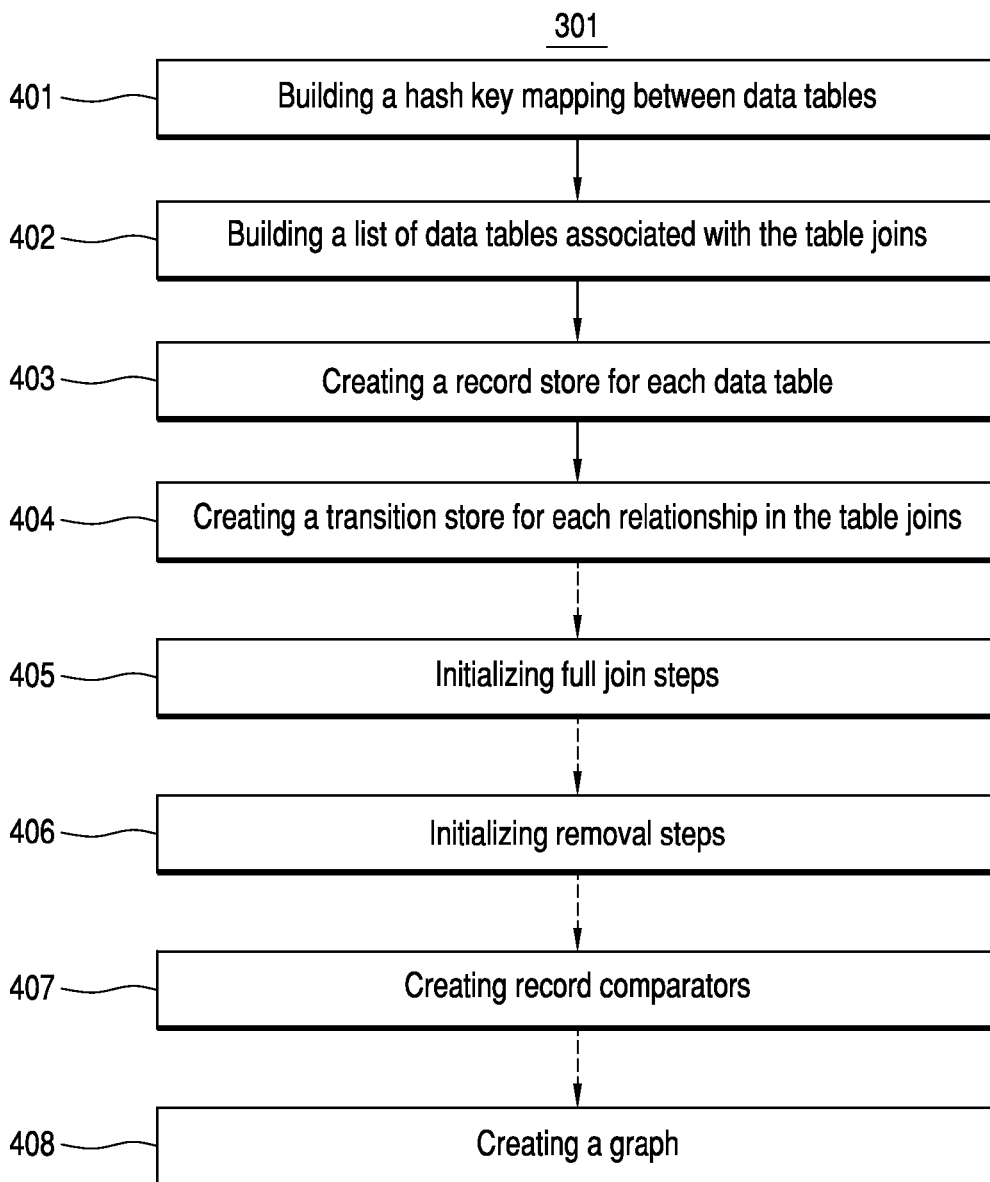 301
401 Building a hash key mapping between data tables
402 Building a list of data tables associated with the table joins
403 Creating a record store for each data table
404 Creating a transition store for each relationship in the table joins
405 Initializing full join steps
406 Initializing removal steps
407 Creating record comparators
408 Creating a graph